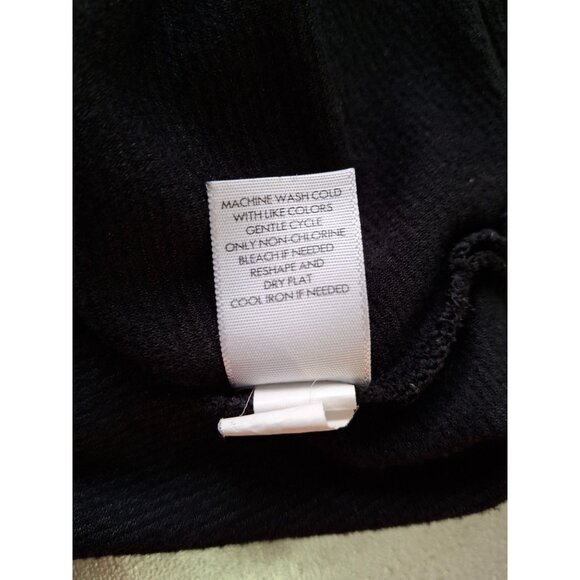 MACHINE WASH COLD
WITH LIKE COLORS
GENTLE CYCLE
ONLY NON-CHLORINE
BLEACH IF NEEDED
RESHAPE AND
DRY FLAT
COOL IRON IF NEEDED